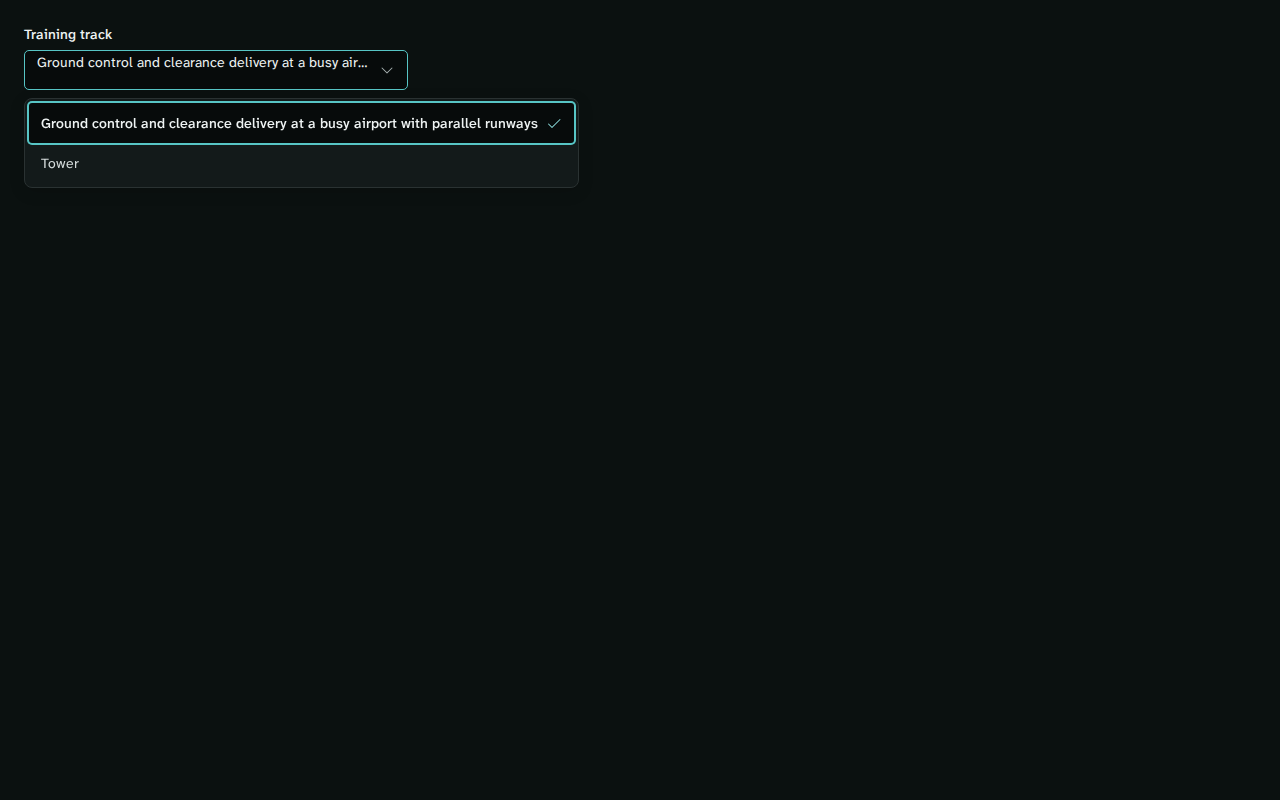 Training track
Ground control and clearance delivery at a busy air...
Ground control and clearance delivery at a busy airport with parallel runways
Tower